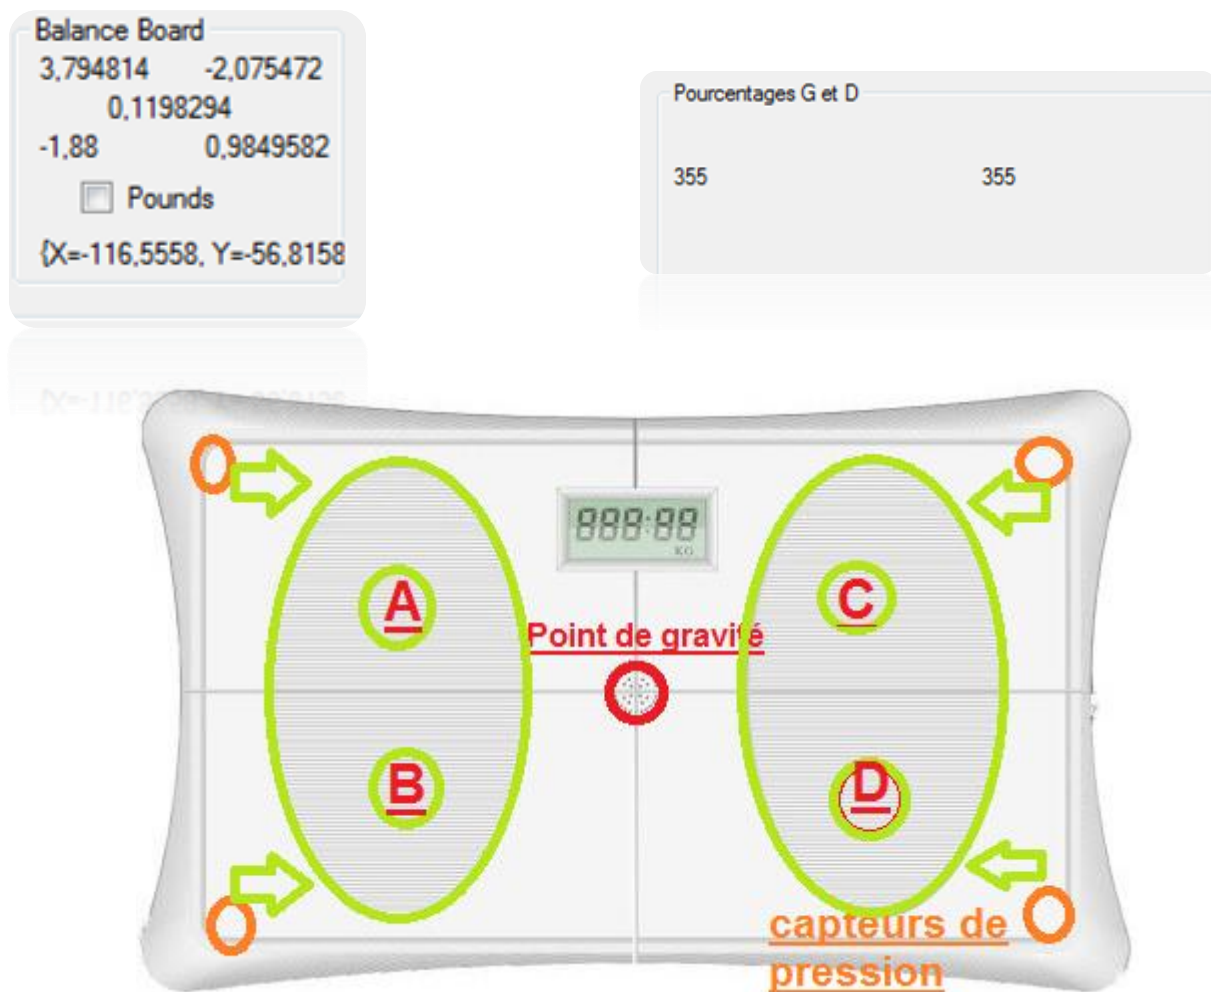 Balance Board
3,794814 -2,075472
0,1198294
-1,88 0,9849582
Pounds
{X=-116,5558, Y=-56,8158
Pourcentages G et D
355 355
888:88
KG
A
C
Point de gravité
B
D
capteurs de
pression